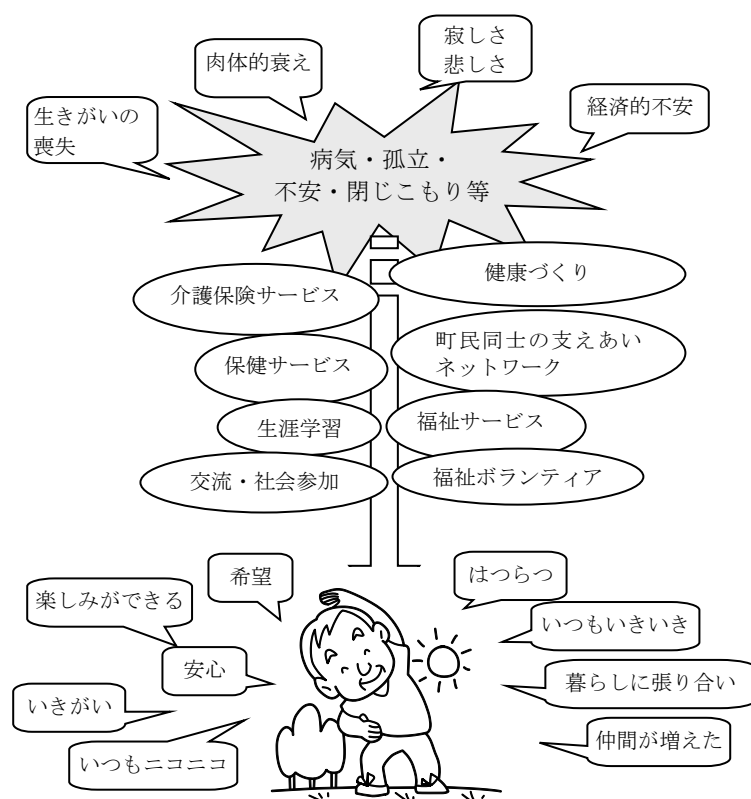 寂しさ
悲しさ
肉体的衰え
経済的不安
生きがいの
喪失
病気・孤立・
不安・閉じこもり等
健康づくり
介護保険サービス
町民同士の支えあい
ネットワーク
保健サービス
福祉サービス
生涯学習
福祉ボランティア
交流・社会参加
希望
はつらつ
楽しみができる
いつもいきいき
安心
暮らしに張り合い
いきがい
仲間が増えた
いつもニコニコ